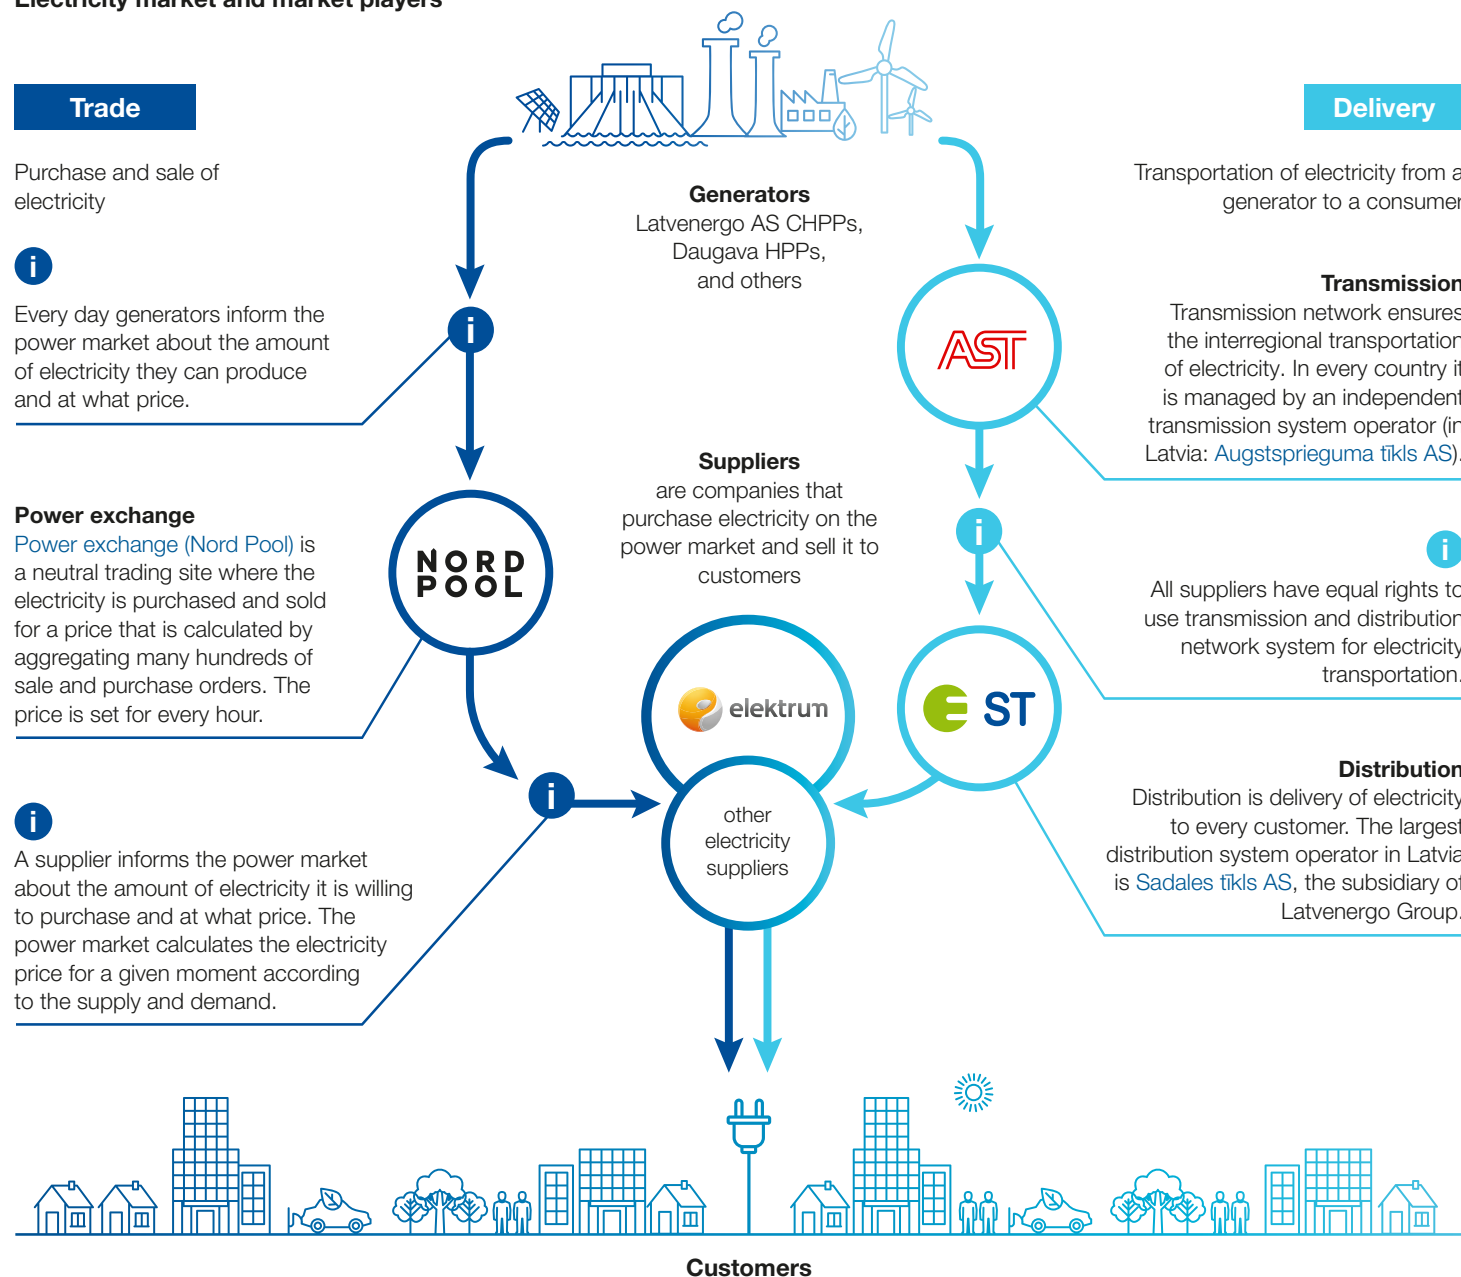 Electricity market and market players
Trade
Purchase and sale of
electricity
i
Every day generators inform the
power market about the amount
of electricity they can produce
and at what price.
i
Power exchange
Power exchange (Nord Pool) is
a neutral trading site where the
electricity is purchased and sold
for a price that is calculated by
aggregating many hundreds of
sale and purchase orders. The
price is set for every hour.
NORD
POOL
i
A supplier informs the power market
about the amount of electricity it is willing
to purchase and at what price. The
power market calculates the electricity
price for a given moment according
to the supply and demand.
i
Generators
Latvenergo AS CHPPs,
Daugava HPPs,
and others
Suppliers
are companies that
purchase electricity on the
power market and sell it to
customers
elektrum
other
electricity
suppliers
Delivery
Transportation of electricity from a
generator to a consumer
AST
Transmission
Transmission network ensures
the interregional transportation
of electricity. In every country it
is managed by an independent
transmission system operator (in
Latvia: Augstsprieguma tīkls AS).
i
i
All suppliers have equal rights to
use transmission and distribution
network system for electricity
transportation.
ST
Distribution
Distribution is delivery of electricity
to every customer. The largest
distribution system operator in Latvia
is Sadales tīkls AS, the subsidiary of
Latvenergo Group.
Customers